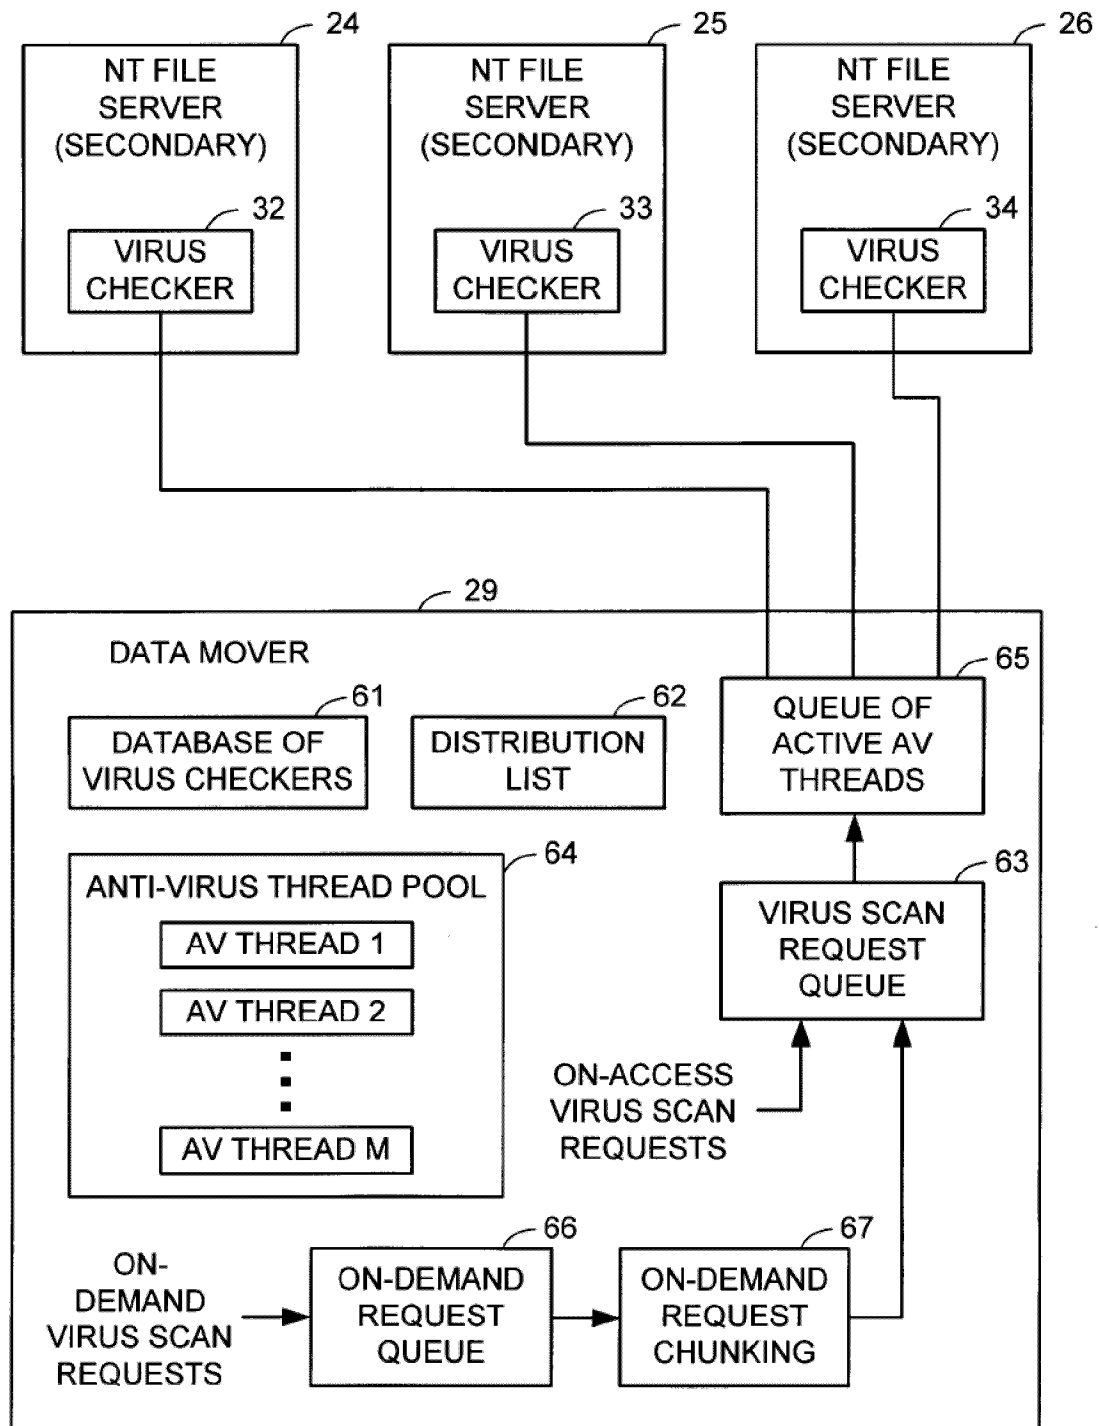 24
25
26
NT FILE
SERVER
(SECONDARY)
NT FILE
SERVER
(SECONDARY)
NT FILE
SERVER
(SECONDARY)
32
33
34
VIRUS
CHECKER
VIRUS
CHECKER
VIRUS
CHECKER
29
DATA MOVER
61
DATABASE OF
VIRUS CHECKERS
62
DISTRIBUTION
LIST
65
QUEUE OF
ACTIVE AV
THREADS
64
ANTI-VIRUS THREAD POOL
AV THREAD 1
AV THREAD 2
AV THREAD M
63
VIRUS SCAN
REQUEST
QUEUE
ON-ACCESS
VIRUS SCAN
REQUESTS
ON-
DEMAND
VIRUS SCAN
REQUESTS
66
ON-DEMAND
REQUEST
QUEUE
67
ON-DEMAND
REQUEST
CHUNKING